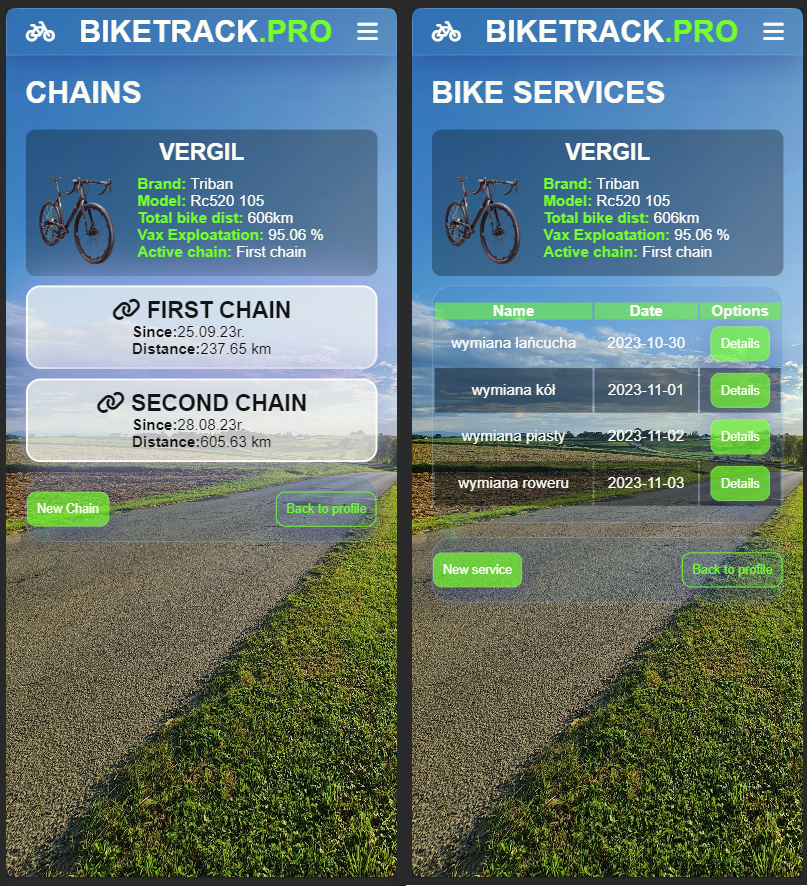 BIKETRACK.PRO
CHAINS
VERGIL
Brand: Triban
Model: Rc520 105
Total bike dist: 606km
Vax Exploatation: 95.06 %
Active chain: First chain
FIRST CHAIN
Since:25.09.23r.
Distance:237.65 km
SECOND CHAIN
Since:28.08.23r.
Distance:605.63 km
New Chain Back to profile
BIKETRACK.PRO
BIKE SERVICES
VERGIL
Brand: Triban
Model: Rc520 105
Total bike dist: 606km
Vax Exploatation: 95.06 %
Active chain: First chain
Name Date Options
wymiana łańcucha 2023-10-30 Details
wymiana kół 2023-11-01 Details
wymiana piasty 2023-11-02 Details
wymiana roweru 2023-11-03 Details
New service Back to profile